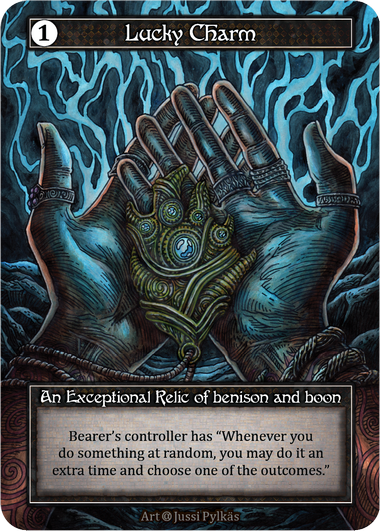 1
Lucky Charm
An Exceptional Relic of benison and boon
Bearer's controller has “Whenever you
do something at random, you may do it an
extra time and choose one of the outcomes.”
Art @ Jussi Pylkäs